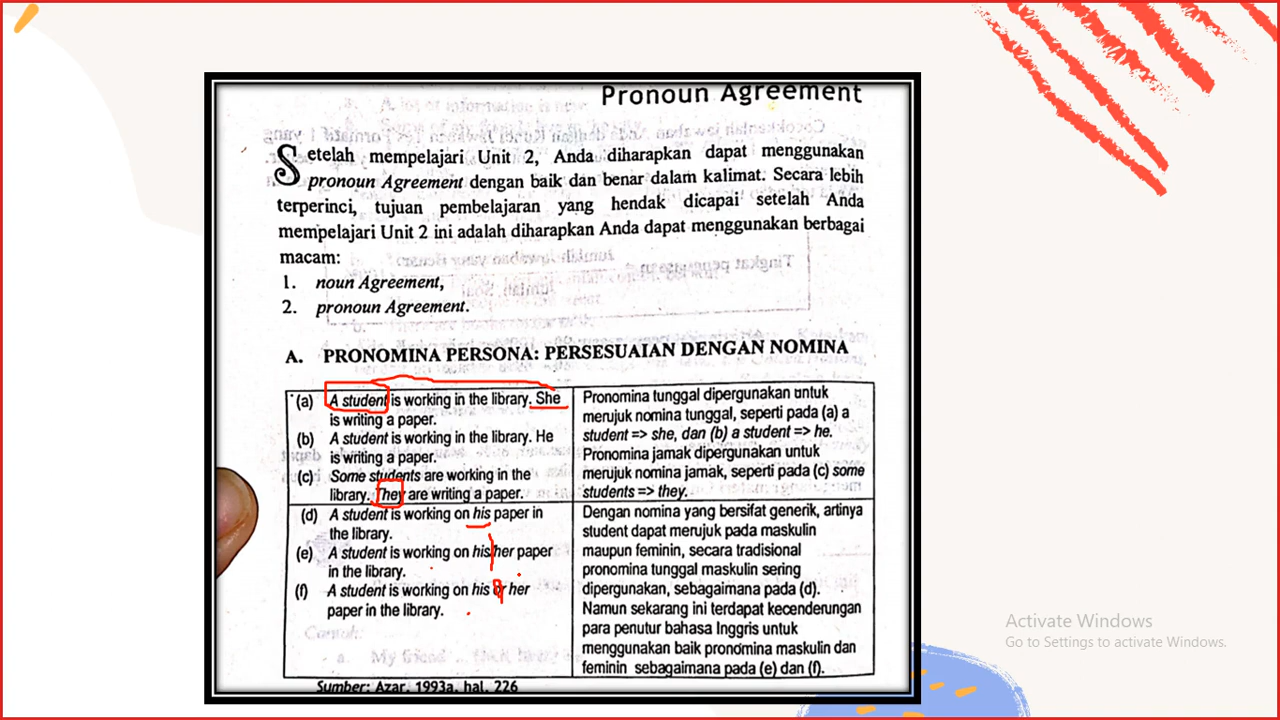 Pronoun Agreement
Setelah mempelajari Unit 2, Anda diharapkan dapat menggunakan
pronoun Agreement dengan baik dan benar dalam kalimat. Secara lebih
terperinci, tujuan pembelajaran yang hendak dicapai setelah Anda
mempelajari Unit 2 ini adalah diharapkan Anda dapat menggunakan berbagai
macam:
1. noun Agreement,
2. pronoun Agreement.
A. PRONOMINA PERSONA: PERSESUAIAN DENGAN NOMINA
(a) A student is working in the library. She
is writing a paper.
(b) A student is working in the library. He
is writing a paper.
(c) Some students are working in the
library. They are writing a paper.
Pronomina tunggal dipergunakan untuk
merujuk nomina tunggal, seperti pada (a) a
student => she, dan (b) a student => he.
Pronomina jamak dipergunakan untuk
merujuk nomina jamak, seperti pada (c) some
students => they.
(d) A student is working on his paper in
the library.
(e) A student is working on his/her paper
in the library.
(f) A student is working on his or her
paper in the library.
Dengan nomina yang bersifat generik, artinya
student dapat merujuk pada maskulin
maupun feminin, secara tradisional
pronomina tunggal maskulin sering
dipergunakan, sebagaimana pada (d).
Namun sekarang ini terdapat kecenderungan
para penutur bahasa Inggris untuk
menggunakan baik pronomina maskulin dan
feminin sebagaimana pada (e) dan (f).
Sumber: Azar, 1993a, hal. 226
Activate Windows
Go to Settings to activate Windows.